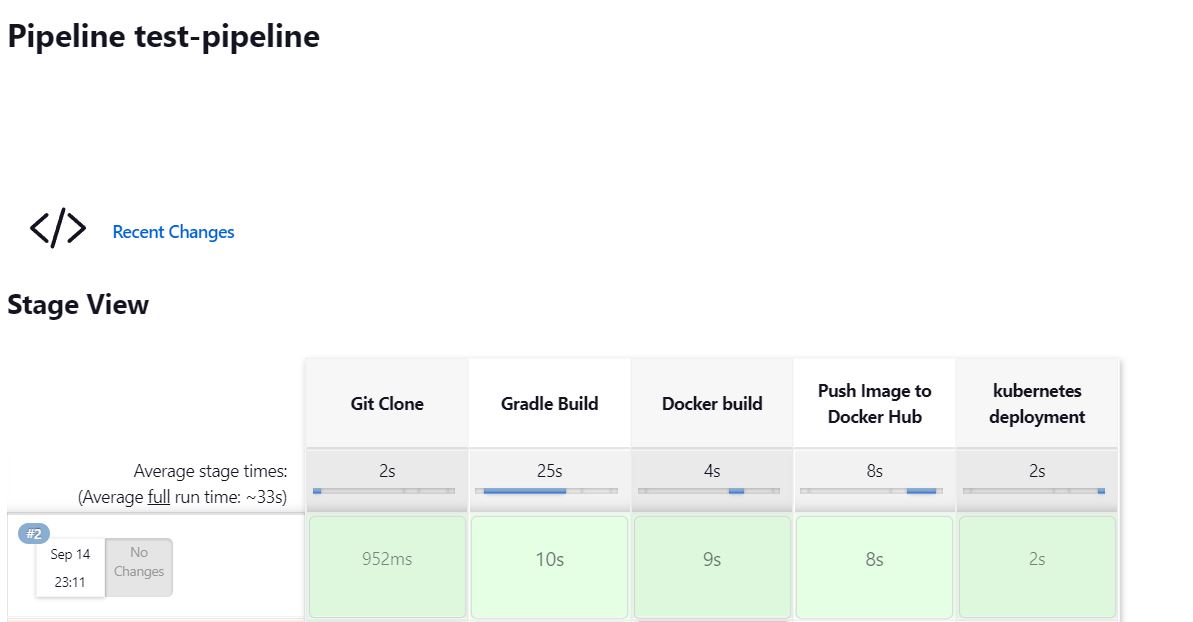 Pipeline test-pipeline
Recent Changes
Stage View
Git Clone
Gradle Build
Docker build
Push Image to
Docker Hub
kubernetes
deployment
Average stage times:
(Average full run time: ~33s)
2s
25s
4s
8s
2s
#2
Sep 14
23:11
No
Changes
952ms
10s
9s
8s
2s